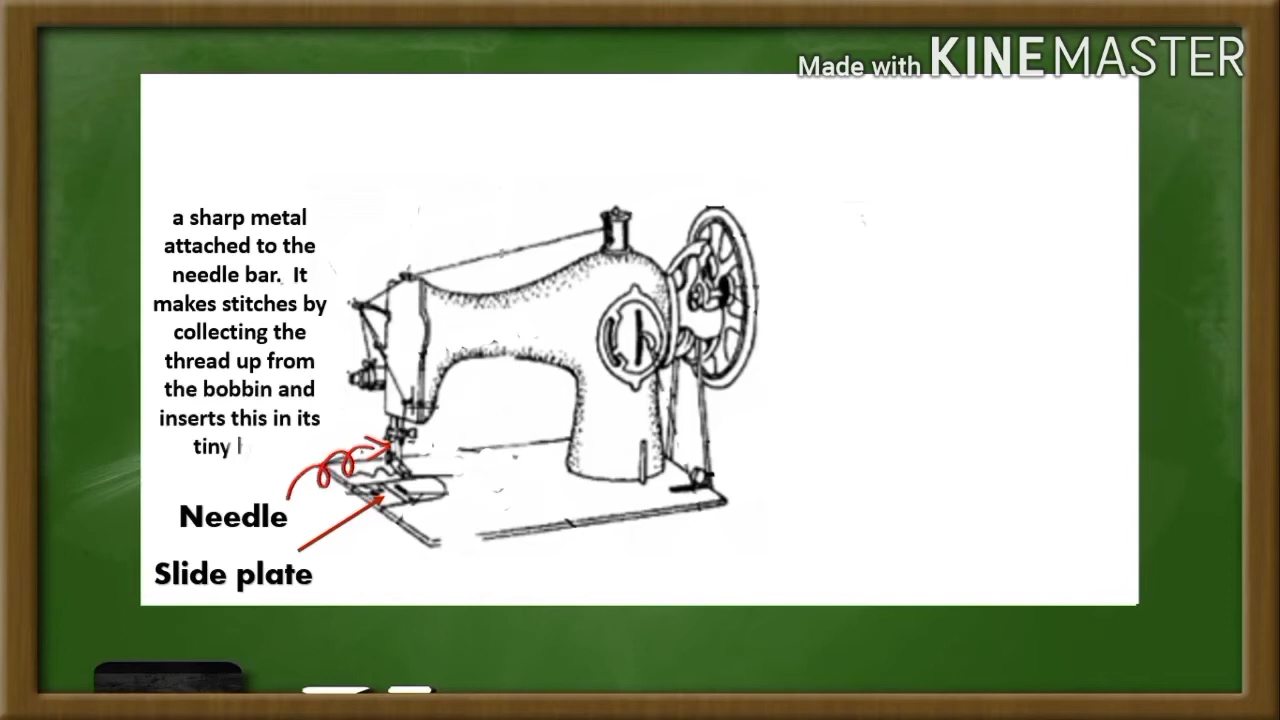 Made with KINEMASTER
a sharp metal
attached to the
needle bar. It
makes stitches by
collecting the
thread up from
the bobbin and
inserts this in its
tiny
Needle
Slide plate